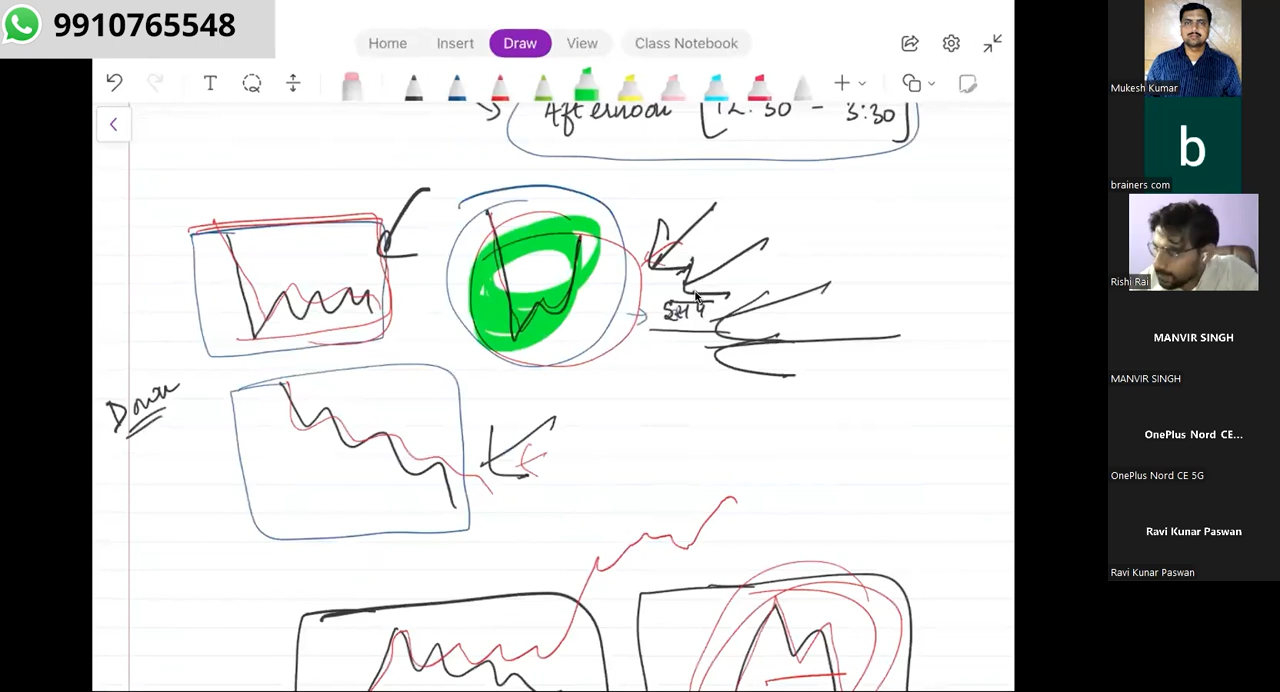 9910765548
Home Insert Draw View Class Notebook
Afternoon [12:30 - 3:30]
Down
Mukesh Kumar
b
brainers com
Rishi Rai
MANVIR SINGH
MANVIR SINGH
OnePlus Nord CE...
OnePlus Nord CE 5G
Ravi Kunar Paswan
Ravi Kunar Paswan